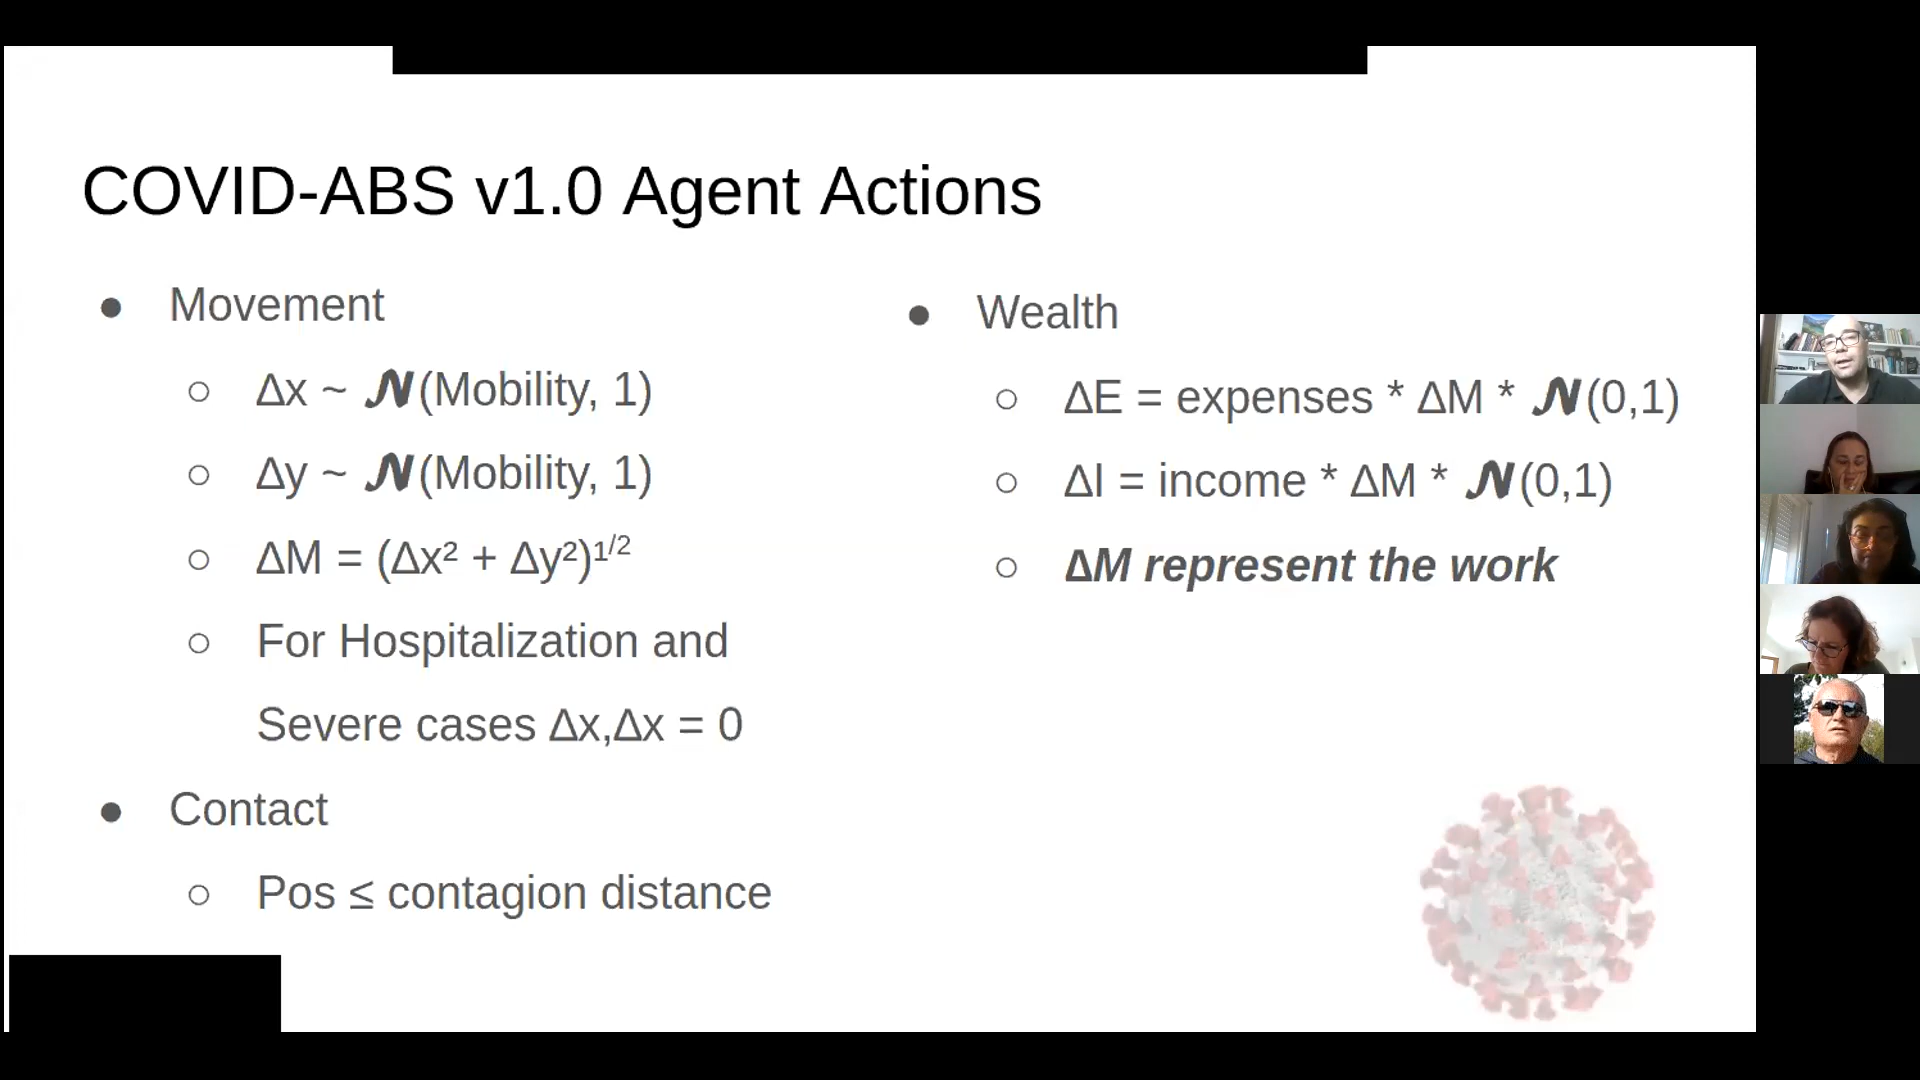 COVID-ABS v1.0 Agent Actions
● Movement
○ Δx ~ 𝓝(Mobility, 1)
○ Δy ~ 𝓝(Mobility, 1)
○ ΔM = (Δx² + Δy²)¹ᐟ²
○ For Hospitalization and
Severe cases Δx,Δx = 0
● Contact
○ Pos ≤ contagion distance
● Wealth
○ ΔE = expenses * ΔM * 𝓝(0,1)
○ ΔI = income * ΔM * 𝓝(0,1)
○ ΔM represent the work